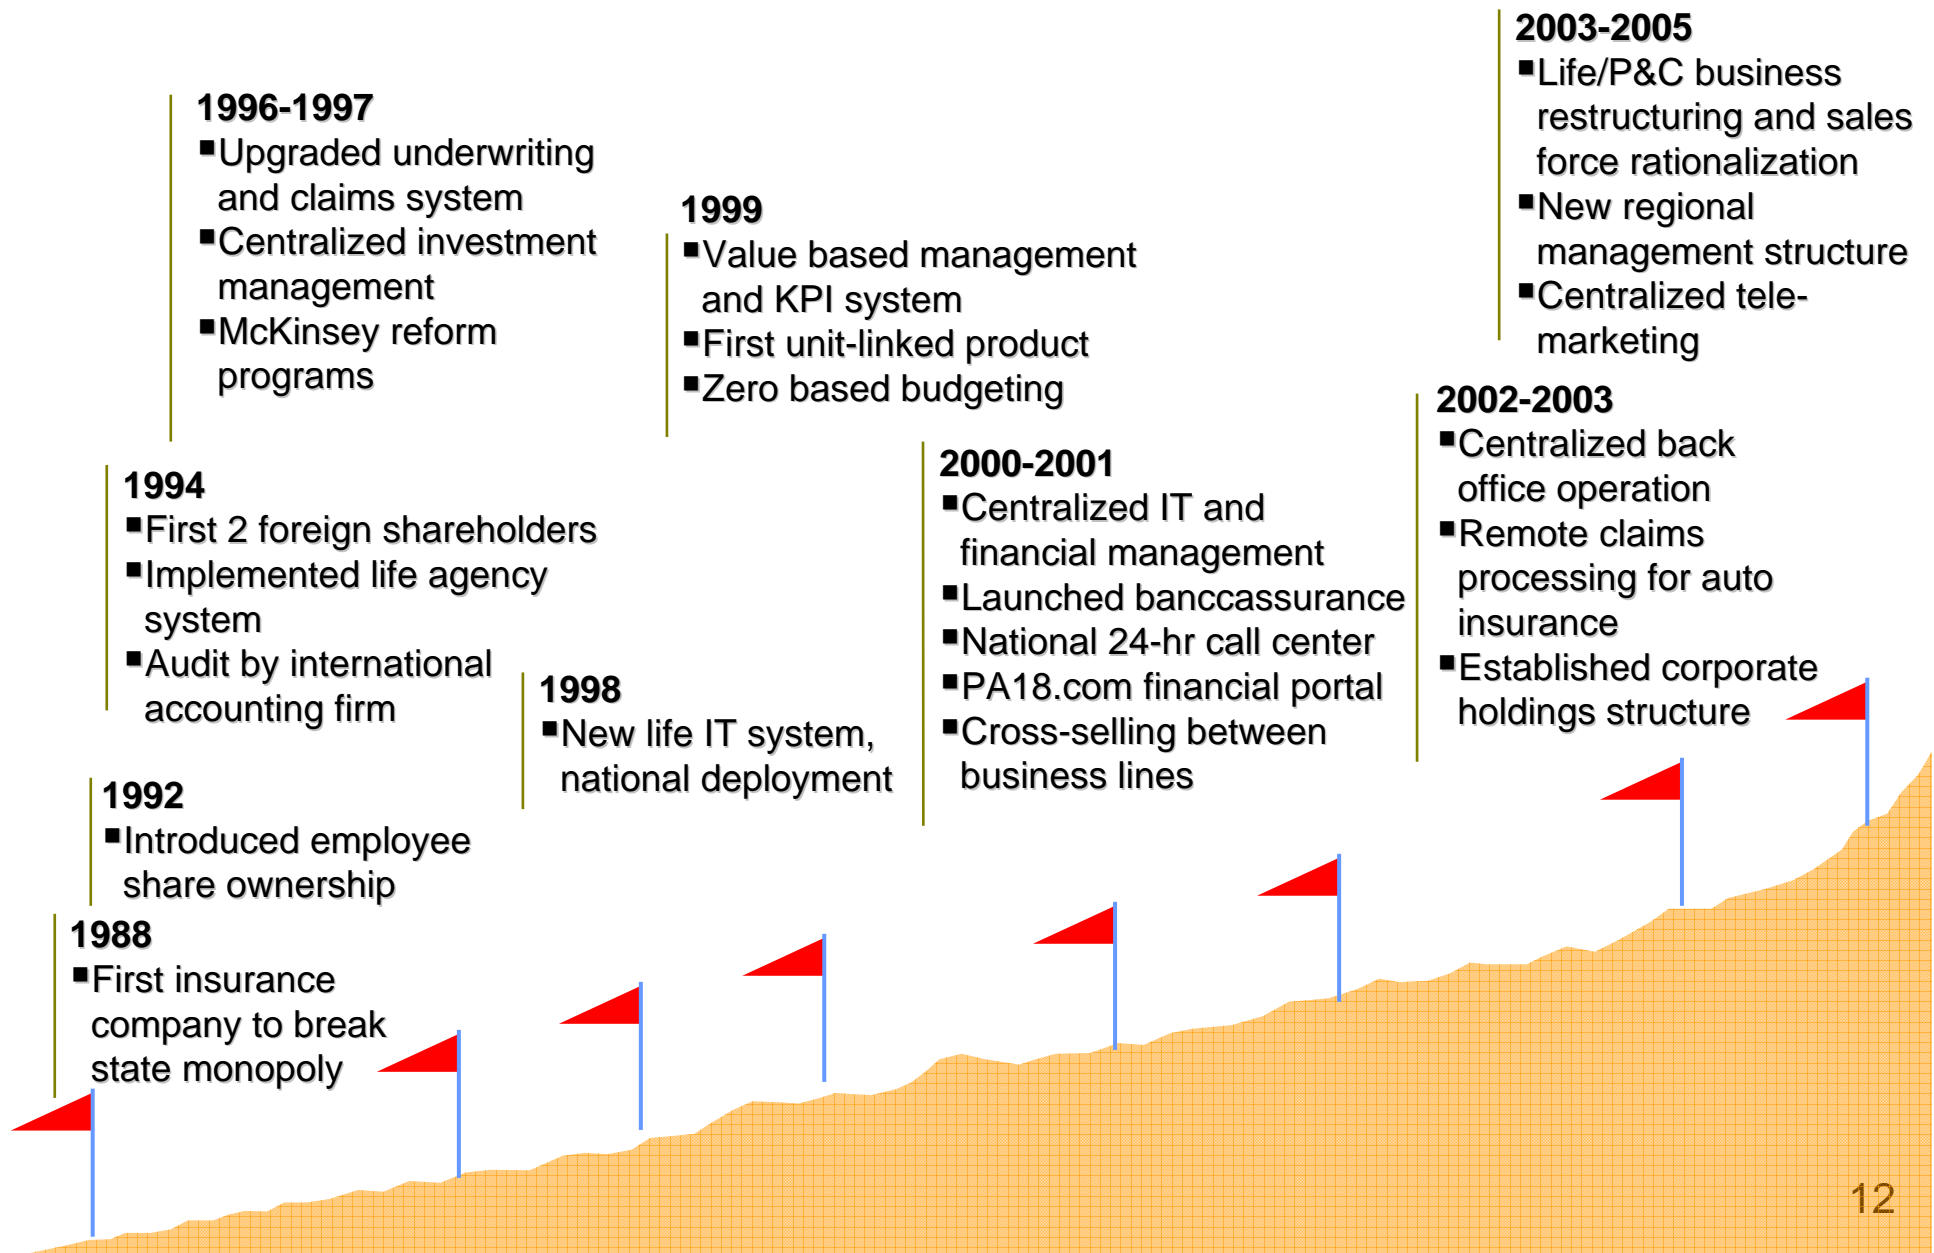 1988
▪First insurance
company to break
state monopoly
1992
▪Introduced employee
share ownership
1994
▪First 2 foreign shareholders
▪Implemented life agency
system
▪Audit by international
accounting firm
1996-1997
▪Upgraded underwriting
and claims system
▪Centralized investment
management
▪McKinsey reform
programs
1998
▪New life IT system,
national deployment
1999
▪Value based management
and KPI system
▪First unit-linked product
▪Zero based budgeting
2000-2001
▪Centralized IT and
financial management
▪Launched banccassurance
▪National 24-hr call center
▪PA18.com financial portal
▪Cross-selling between
business lines
2002-2003
▪Centralized back
office operation
▪Remote claims
processing for auto
insurance
▪Established corporate
holdings structure
2003-2005
▪Life/P&C business
restructuring and sales
force rationalization
▪New regional
management structure
▪Centralized tele-
marketing
12